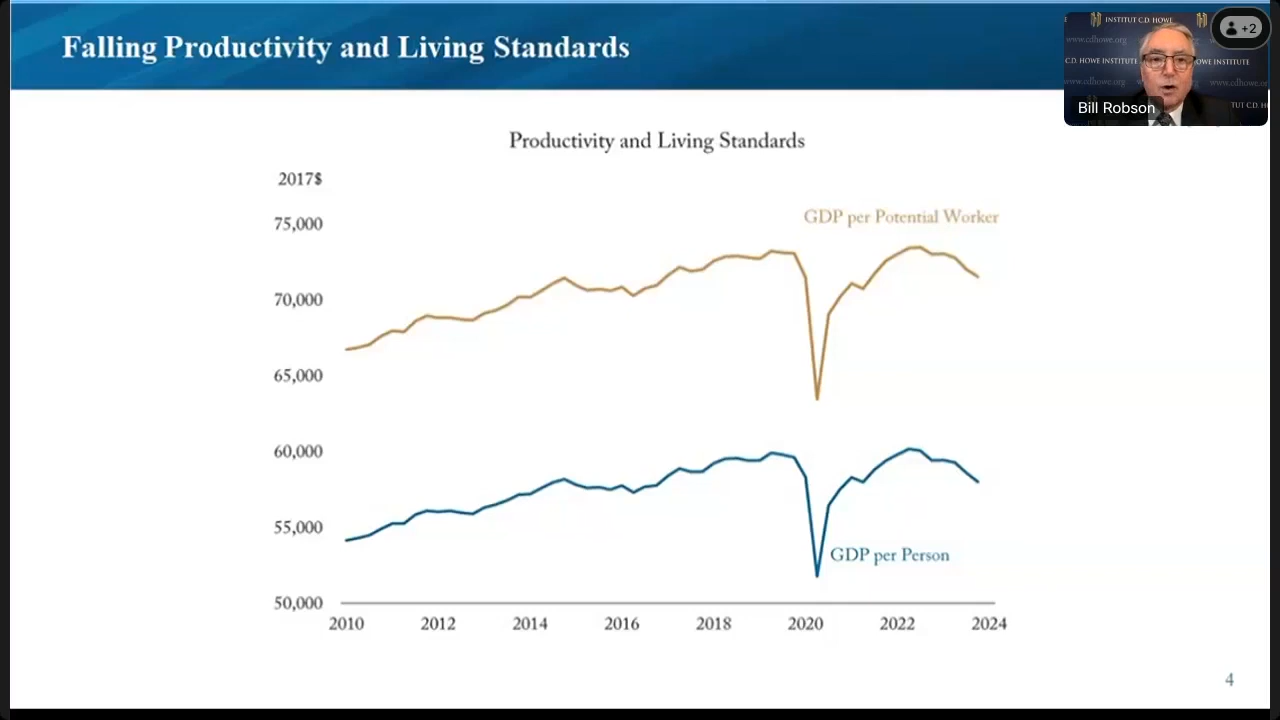 Falling Productivity and Living Standards
INSTITUT C.D. HOWE
+2
www.cdhowe.org
C.D. HOWE INSTITUTE
HOWE INSTITUTE
Bill Robson
Productivity and Living Standards
2017$
75,000
GDP per Potential Worker
70,000
65,000
60,000
55,000
GDP per Person
50,000
2010 2012 2014 2016 2018 2020 2022 2024
4